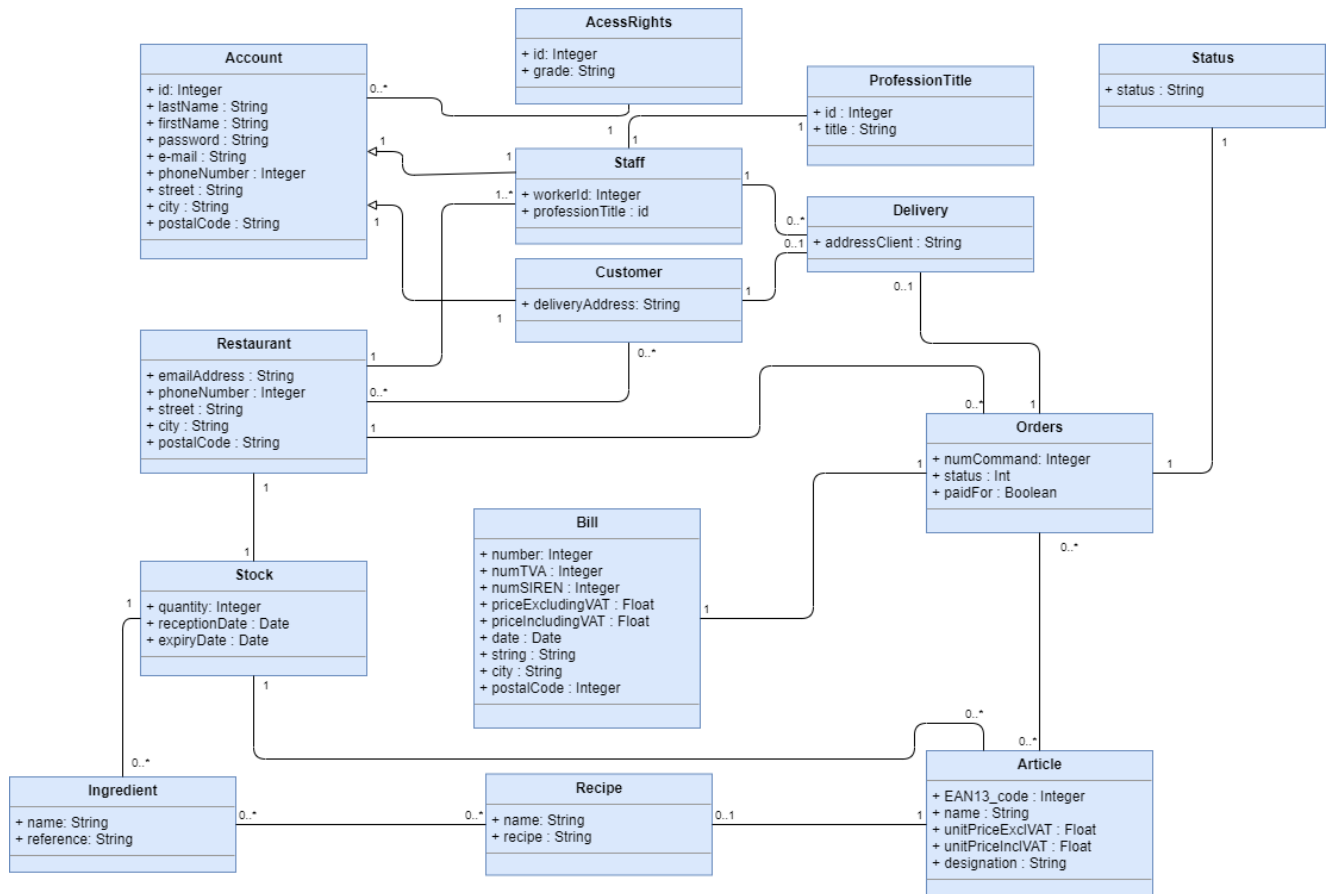 AcessRights
+ id: Integer
+ grade: String
Account
+ id: Integer
+ lastName : String
+ firstName : String
+ password : String
+ e-mail : String
+ phoneNumber : Integer
+ street : String
+ city : String
+ postalCode : String
0..*
1
1
Status
+ status : String
1
ProfessionTitle
+ id : Integer
+ title : String
1
1
1
Staff
+ workerId: Integer
+ professionTitle : id
1
1..*
1
0..*
Delivery
+ addressClient : String
0..1
0..1
Customer
+ deliveryAddress: String
1
1
0..*
Restaurant
+ emailAddress : String
+ phoneNumber : Integer
+ street : String
+ city : String
+ postalCode : String
1
0..*
1
1
0..*
1
Orders
+ numCommand: Integer
+ status : Int
+ paidFor : Boolean
1
1
0..*
Bill
+ number: Integer
+ numTVA : Integer
+ numSIREN : Integer
+ priceExcludingVAT : Float
+ priceIncludingVAT : Float
+ date : Date
+ string : String
+ city : String
+ postalCode : Integer
1
1
Stock
+ quantity: Integer
+ receptionDate : Date
+ expiryDate : Date
1
1
0..*
0..*
0..*
Ingredient
+ name: String
+ reference: String
0..*
Recipe
+ name: String
+ recipe : String
0..*
0..1
1
Article
+ EAN13_code : Integer
+ name : String
+ unitPriceExclVAT : Float
+ unitPriceInclVAT : Float
+ designation : String